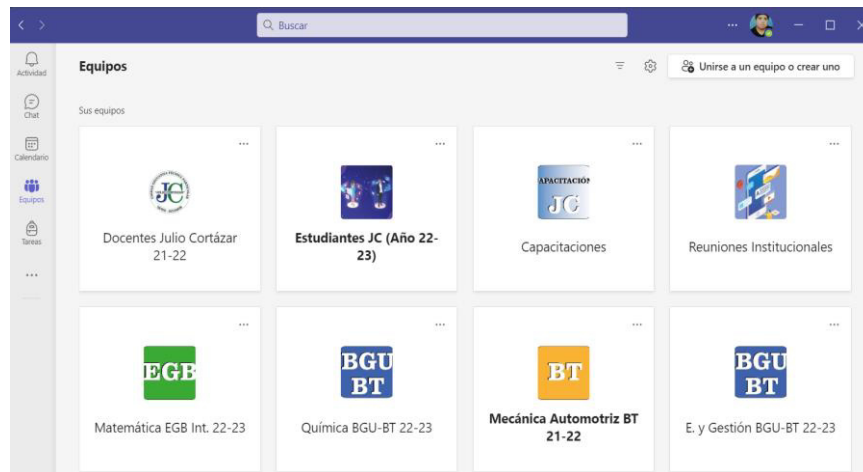 Buscar
Actividad
Chat
Calendario
Equipos
Tareas
Equipos
Unirse a un equipo o crear uno
Sus equipos
JC
Docentes Julio Cortázar
21-22
Estudiantes JC (Año 22-
23)
APACITACIÓN
JC
Capacitaciones
Reuniones Institucionales
EGB
Matemática EGB Int. 22-23
BGU
BT
Química BGU-BT 22-23
BT
Mecánica Automotriz BT
21-22
BGU
BT
E. y Gestión BGU-BT 22-23